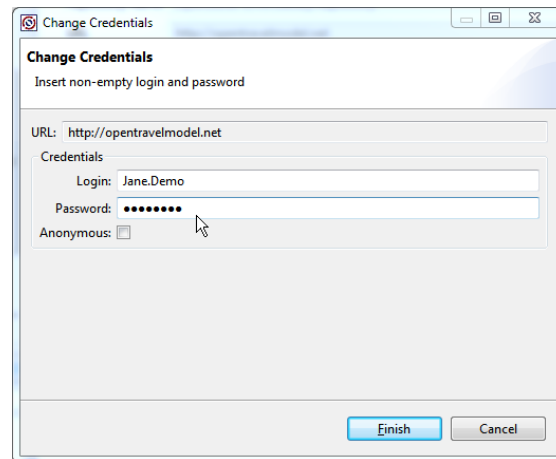 Change Credentials
Change Credentials
Insert non-empty login and password
URL: http://opentravelmodel.net
Credentials
Login: Jane.Demo
Password: ●●●●●●●●
Anonymous:
Finish Cancel